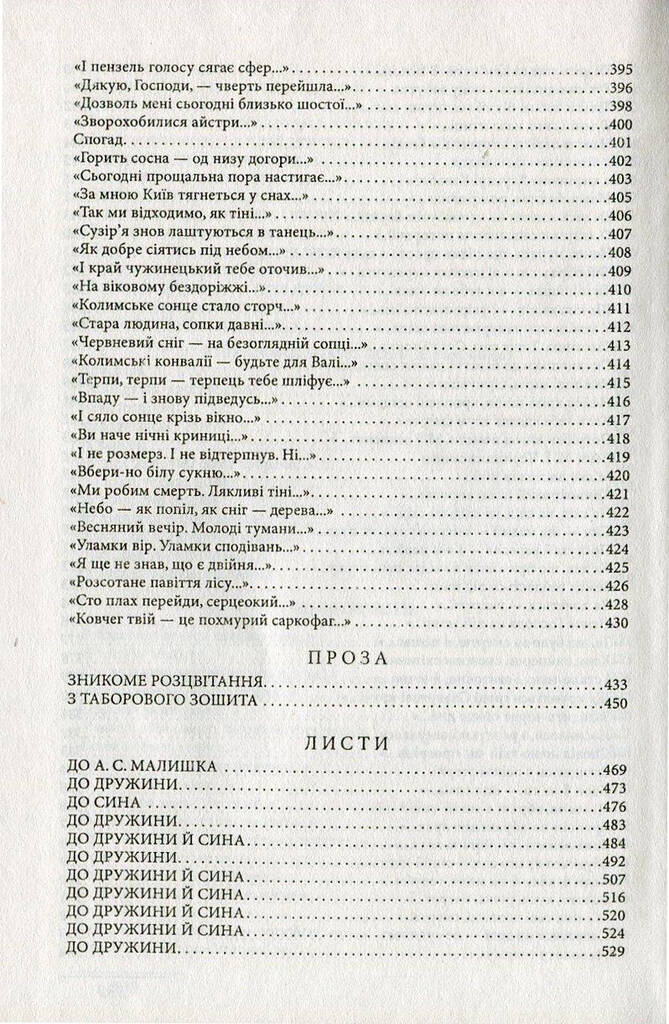 «І пензель голосу сягає сфер...» 395
«Дякую, Господи, — чверть перейшла...» 396
«Дозволь мені сьогодні близько шостої...» 398
«Зворохобилися айстри...» 400
Спогад. 401
«Горить сосна — од низу догори...» 402
«Сьогодні прощальна пора настигає...» 403
«За мною Київ тягнеться у снах...» 405
«Так ми відходимо, як тіні...» 406
«Сузір'я знов лаштуються в танець...» 407
«Як добре сіятись під небом...» 408
«І край чужинецький тебе оточив...» 409
«На віковому бездоріжжі...» 410
«Колимське сонце стало сторч...» 411
«Стара людина, сопки давні...» 412
«Червневий сніг — на безоглядній сопці...» 413
«Колимські конвалії — будьте для Валі...» 414
«Терпи, терпи — терпець тебе шліфує...» 415
«Впаду — і знову підведусь...» 416
«І сяло сонце крізь вікно...» 417
«Ви наче нічні криниці...» 418
«І не розмерз. І не відтерпнув. Ні...» 419
«Вбери-но білу сукню...» 420
«Ми робим смерть. Лякливі тіні...» 421
«Небо — як попіл, як сніг — дерева...» 422
«Весняний вечір. Молоді тумани...» 423
«Уламки вір. Уламки сподівань...» 424
«Я ще не знав, що є двійня...» 425
«Розсотане павіття лісу...» 426
«Сто плах перейди, серцеокий...» 428
«Ковчег твій — це похмурий саркофаг...» 430
ПРОЗА
ЗНИКОМЕ РОЗЦВІТАННЯ. 433
З ТАБОРОВОГО ЗОШИТА 450
ЛИСТИ
ДО А. С. МАЛИШКА 469
ДО ДРУЖИНИ. 473
ДО СИНА 476
ДО ДРУЖИНИ. 483
ДО ДРУЖИНИ Й СИНА. 484
ДО ДРУЖИНИ. 492
ДО ДРУЖИНИ Й СИНА. 507
ДО ДРУЖИНИ Й СИНА. 516
ДО ДРУЖИНИ Й СИНА. 520
ДО ДРУЖИНИ Й СИНА. 524
ДО ДРУЖИНИ. 529